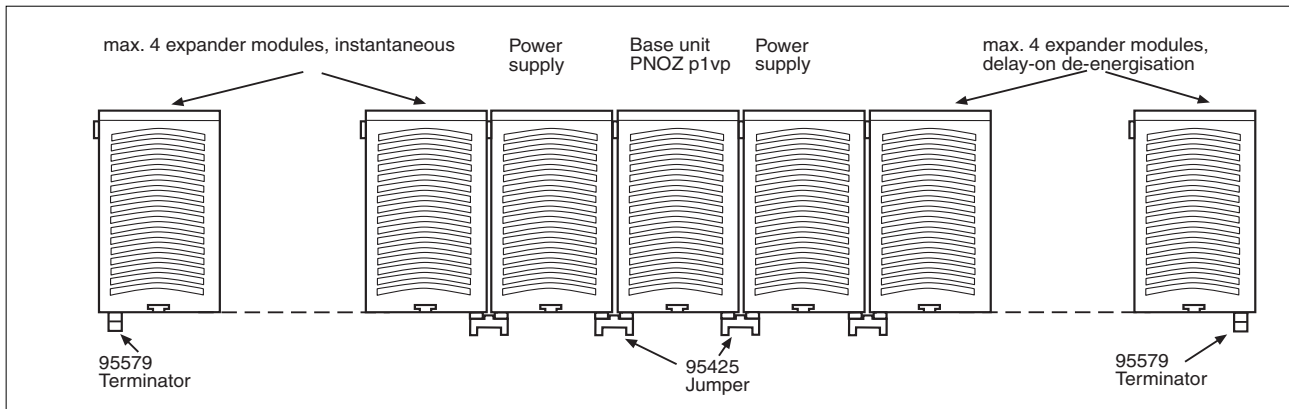 max. 4 expander modules, instantaneous
Power
supply
Base unit
PNOZ p1vp
Power
supply
max. 4 expander modules,
delay-on de-energisation
95579
Terminator
95425
Jumper
95579
Terminator